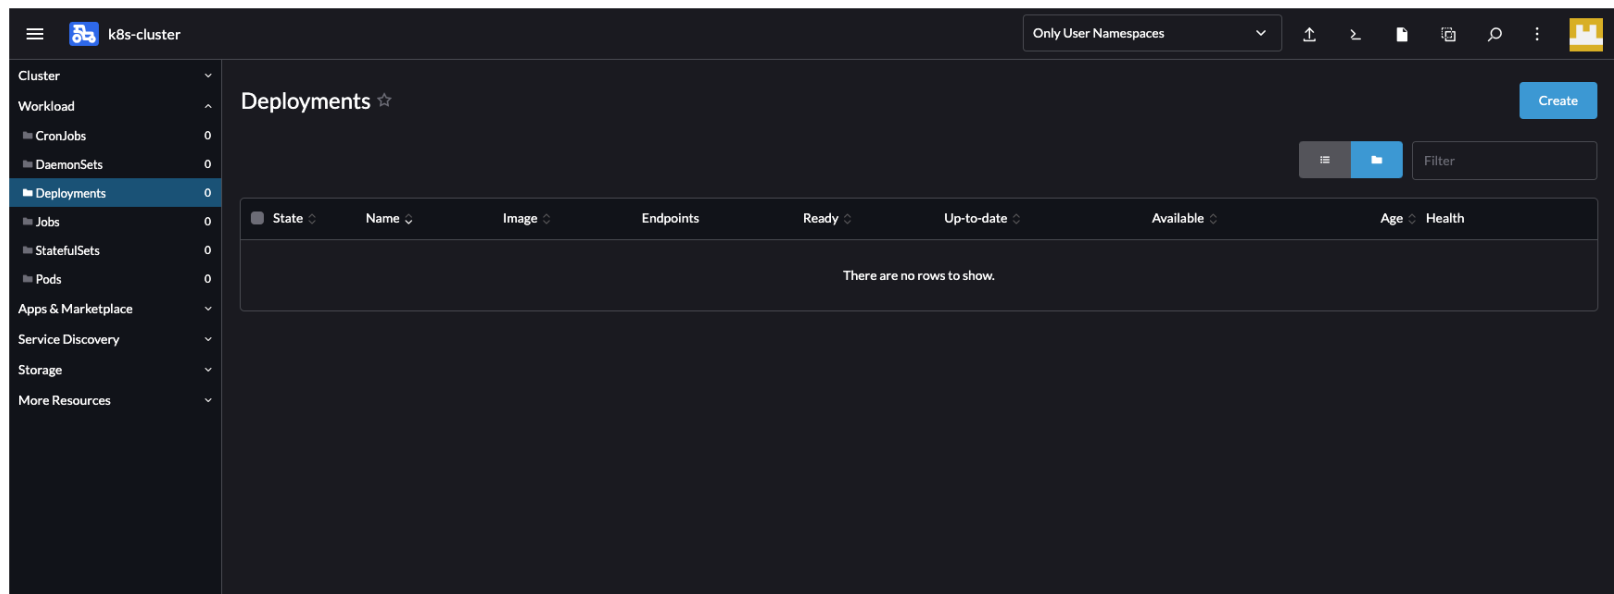 k8s-cluster
Only User Namespaces
Cluster
Workload
CronJobs 0
DaemonSets 0
Deployments 0
Jobs 0
StatefulSets 0
Pods 0
Apps & Marketplace
Service Discovery
Storage
More Resources
Deployments
Create
Filter
State Name Image Endpoints Ready Up-to-date Available Age Health
There are no rows to show.